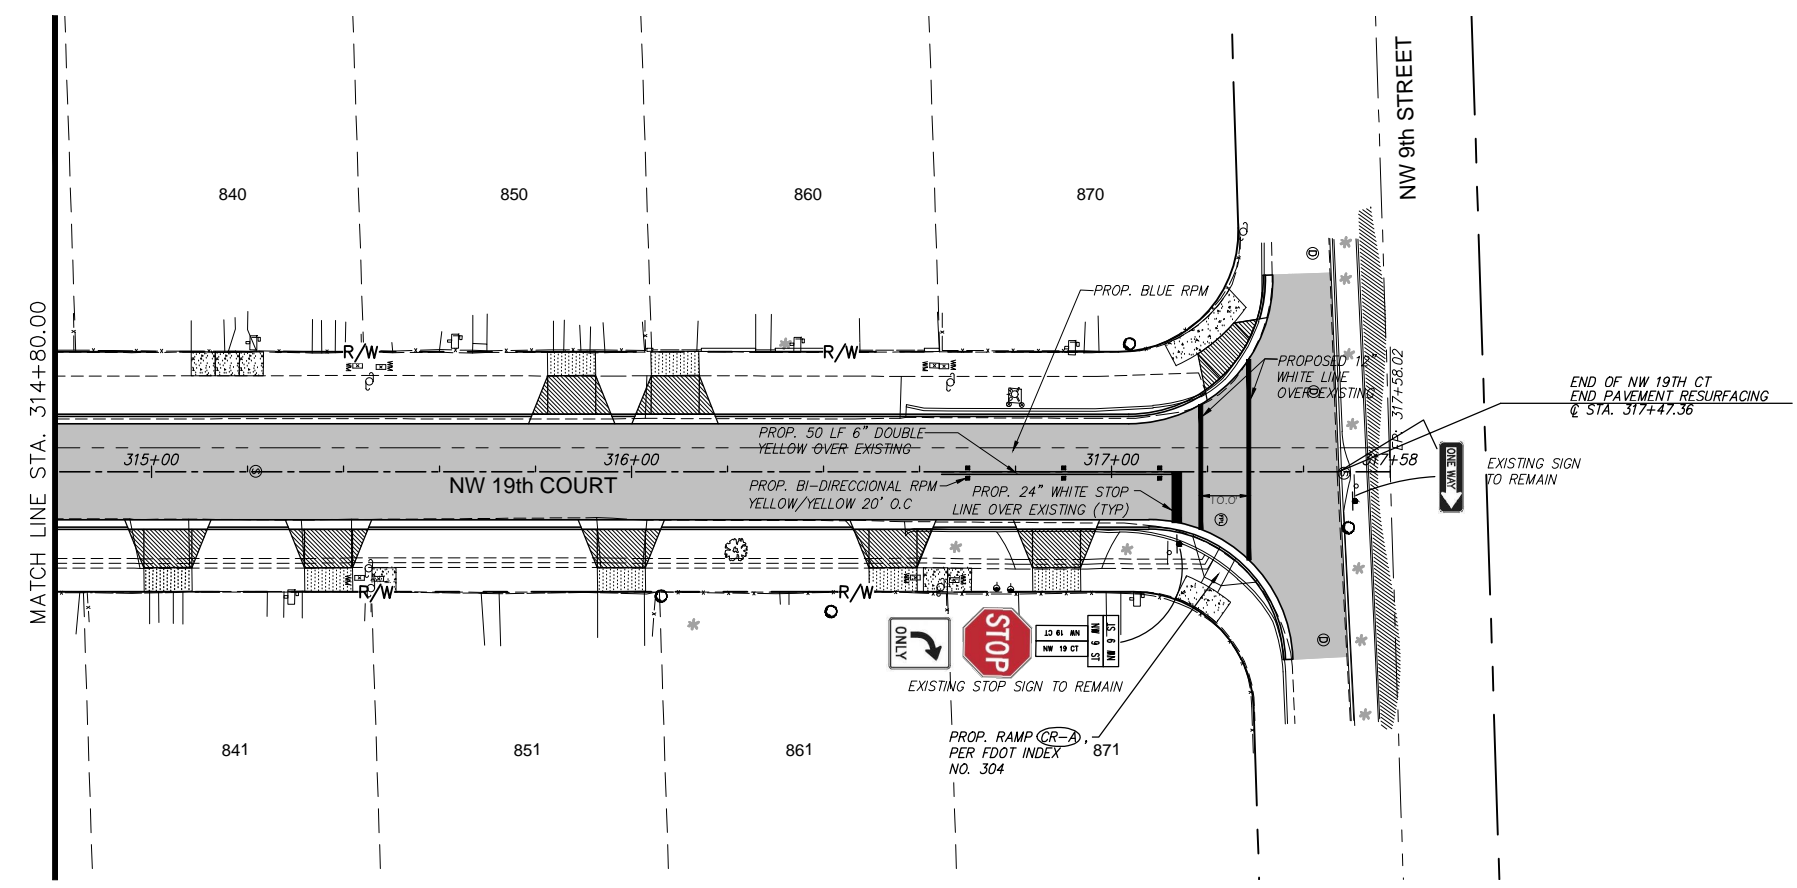 NW 9th STREET
840
850
860
870
MATCH LINE STA. 314+80.00
R/W
R/W
PROP. BLUE RPM
PROPOSED 12"
WHITE LINE
OVER EXISTING
317+58.02
END OF NW 19TH CT
END PAVEMENT RESURFACING
℄ STA. 317+47.36
PROP. 50 LF 6" DOUBLE
YELLOW OVER EXISTING
315+00
316+00
317+00
317+58
NW 19th COURT
PROP. BI-DIRECCIONAL RPM
YELLOW/YELLOW 20' O.C
PROP. 24" WHITE STOP
LINE OVER EXISTING (TYP)
10.0'
ONE WAY
EXISTING SIGN
TO REMAIN
R/W
R/W
ONLY
STOP
NW 19 CT
NW 19 CT
NW 9 ST
NW 9 ST
EXISTING STOP SIGN TO REMAIN
PROP. RAMP CR-A,
PER FDOT INDEX
NO. 304
841
851
861
871